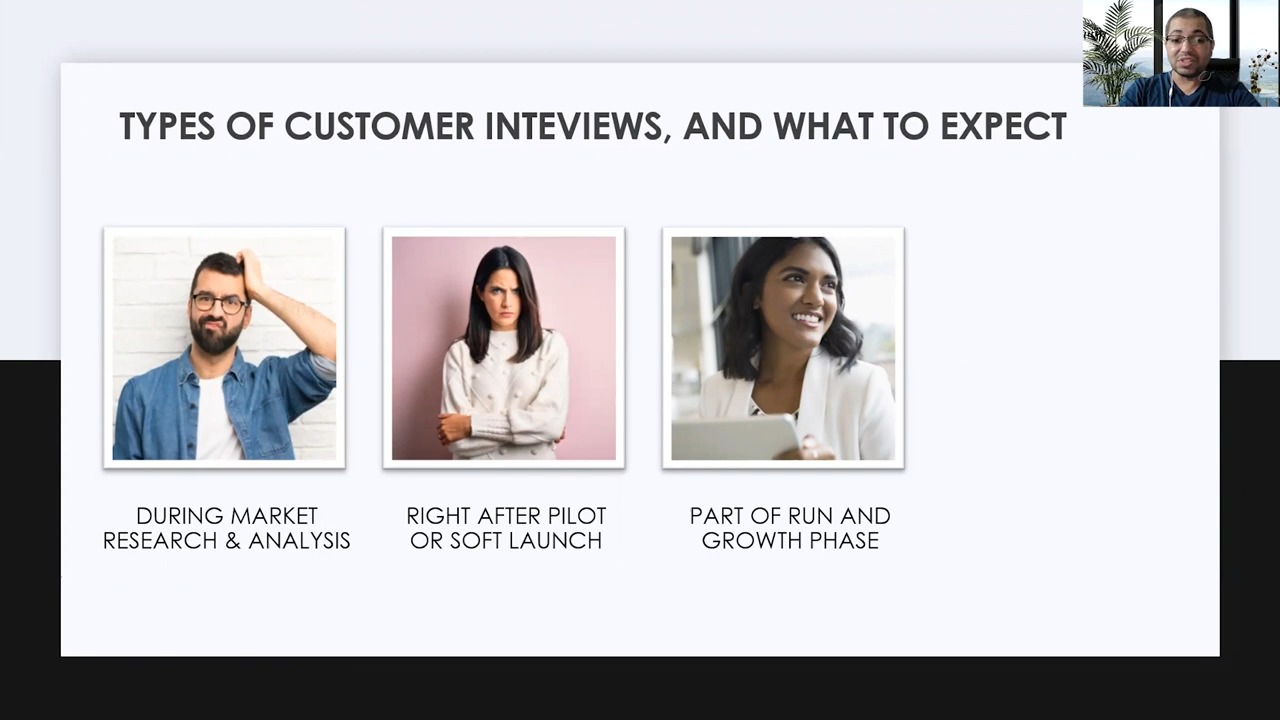 TYPES OF CUSTOMER INTEVIEWS, AND WHAT TO EXPECT
DURING MARKET
RESEARCH & ANALYSIS
RIGHT AFTER PILOT
OR SOFT LAUNCH
PART OF RUN AND
GROWTH PHASE